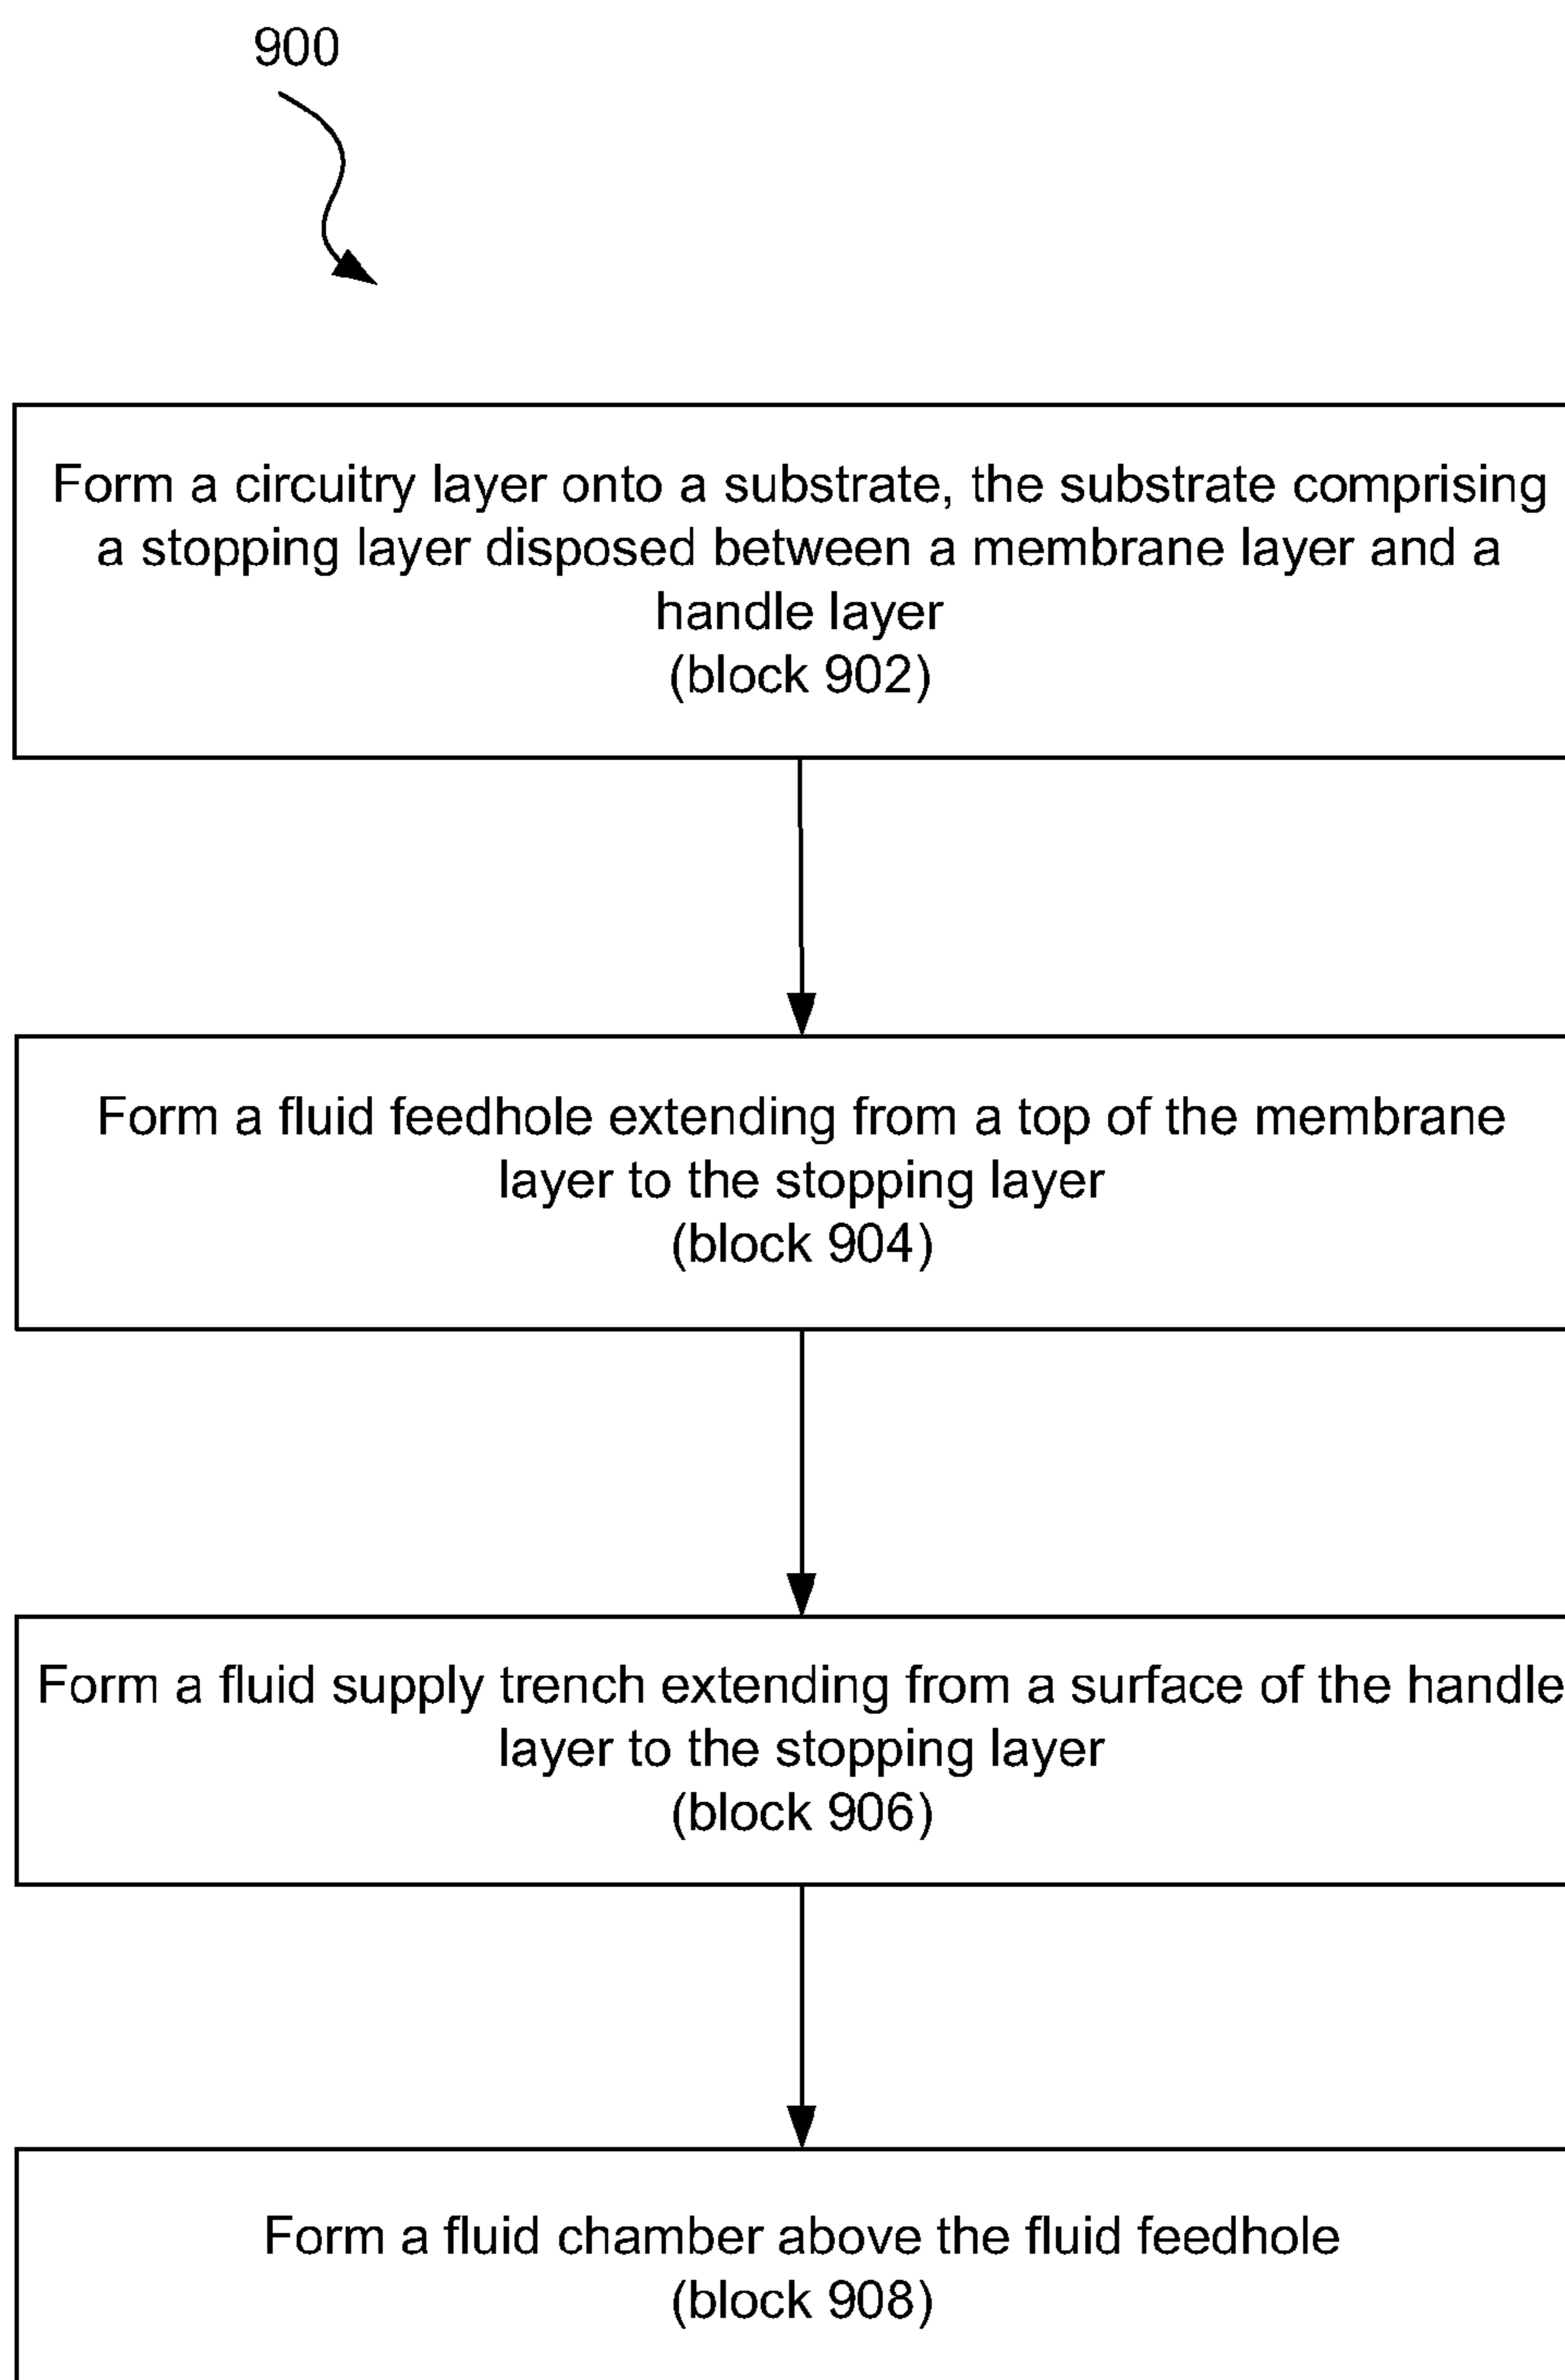 900
Form a circuitry layer onto a substrate, the substrate comprising
a stopping layer disposed between a membrane layer and a
handle layer
(block 902)
Form a fluid feedhole extending from a top of the membrane
layer to the stopping layer
(block 904)
Form a fluid supply trench extending from a surface of the handle
layer to the stopping layer
(block 906)
Form a fluid chamber above the fluid feedhole
(block 908)